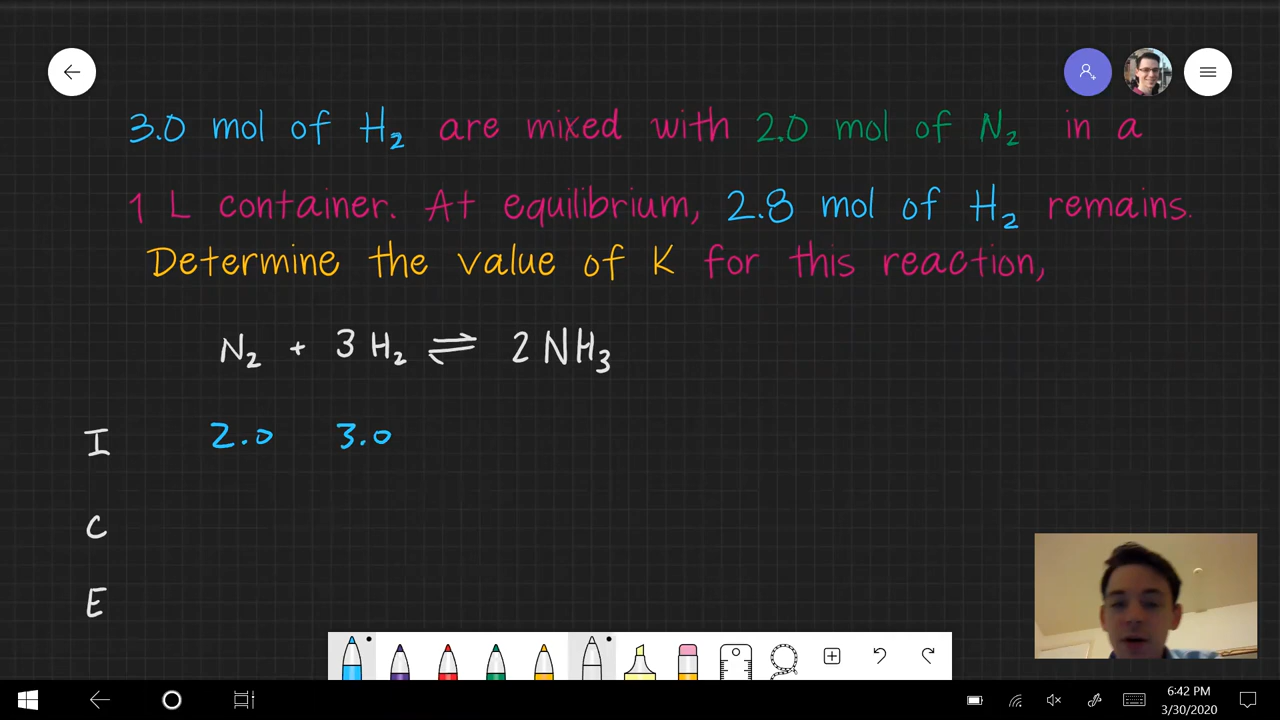 3.0 mol of H₂ are mixed with 2.0 mol of N₂ in a
1 L container. At equilibrium, 2.8 mol of H₂ remains.
Determine the value of K for this reaction,
N₂ + 3 H₂ ⇌ 2 NH₃
I 2.0 3.0
C
E
6:42 PM
3/30/2020